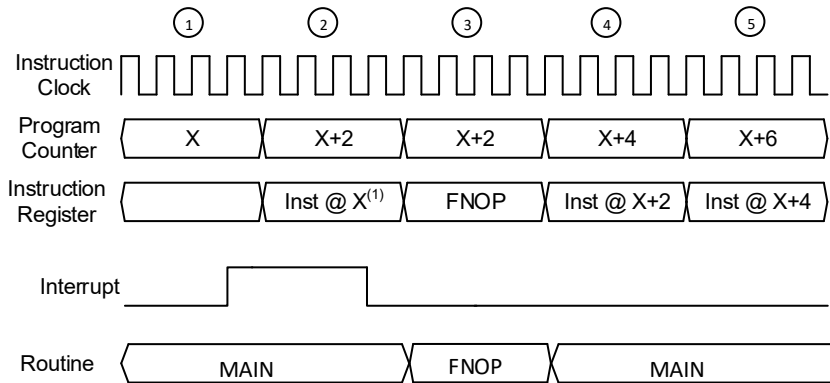 1 2 3 4 5
Instruction
Clock
Program
Counter
X X+2 X+2 X+4 X+6
Instruction
Register
Inst @ X(1) FNOP Inst @ X+2 Inst @ X+4
Interrupt
Routine MAIN FNOP MAIN